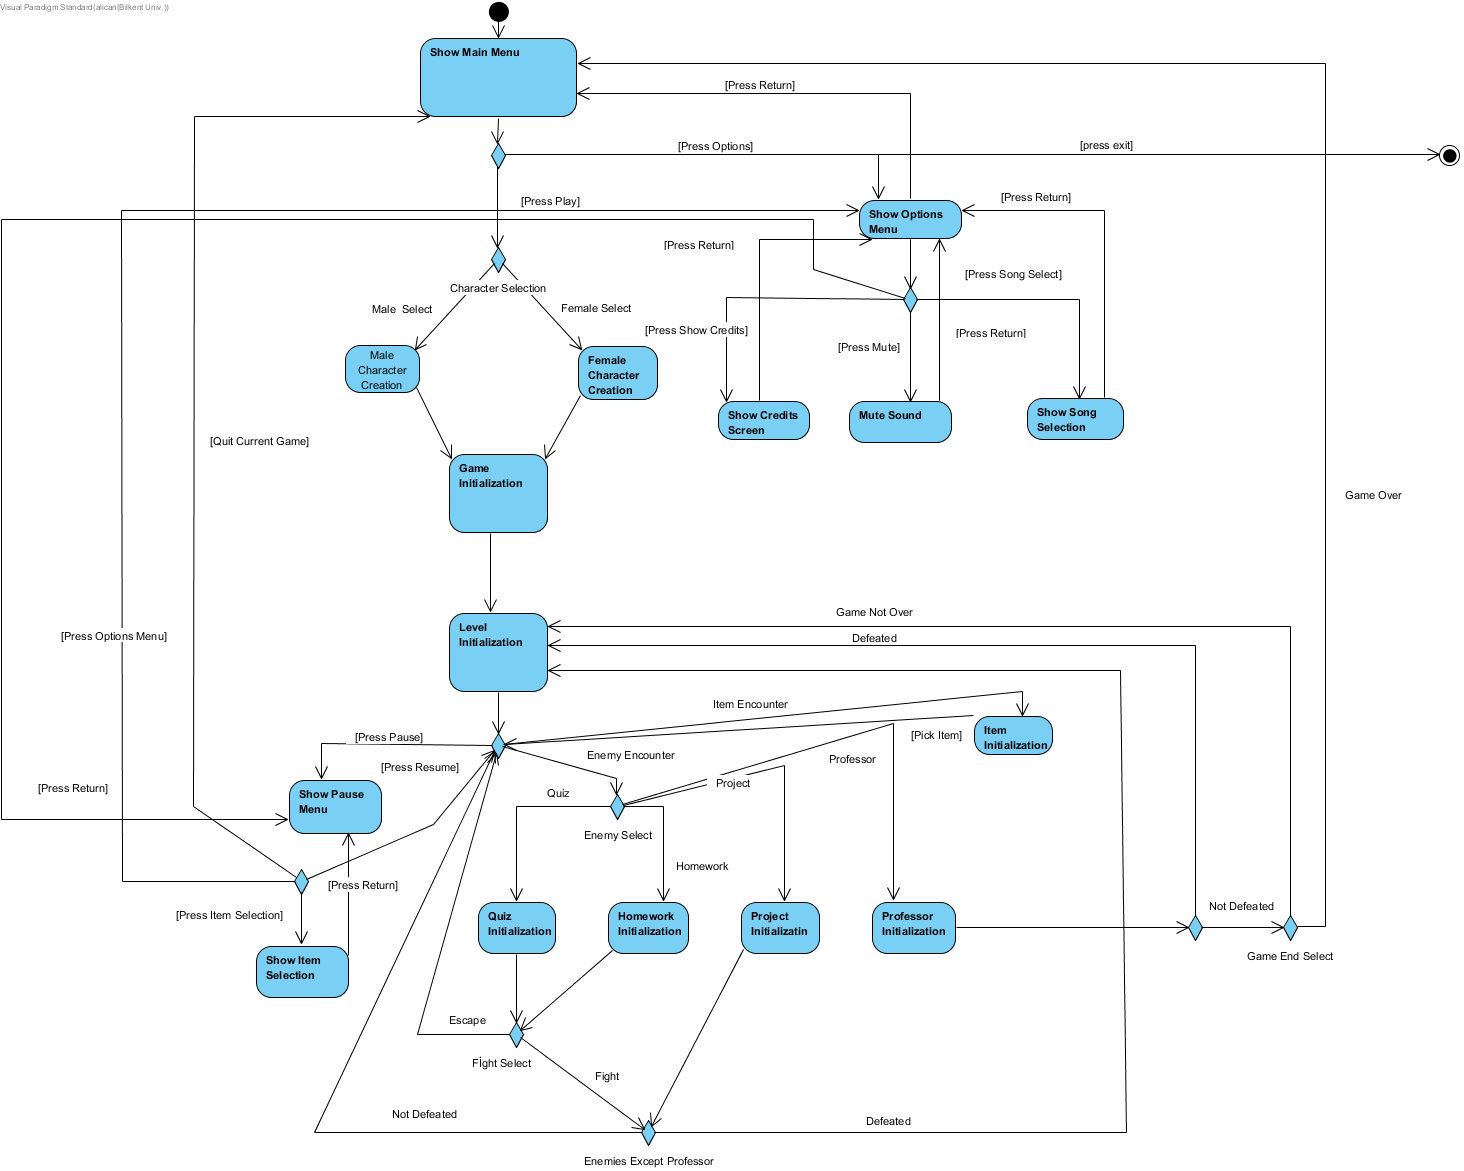 Visual Paradigm Standard(alican(Bilkent Univ.))
Show Main Menu
[Press Return]
[Press Options]
[press exit]
[Press Play]
[Press Return]
Show Options
Menu
[Press Return]
[Press Song Select]
Character Selection
Male  Select
Female Select
[Press Show Credits]
[Press Mute]
[Press Return]
Male
Character
Creation
Female
Character
Creation
Show Credits
Screen
Mute Sound
Show Song
Selection
[Quit Current Game]
Game
Initialization
Game Over
Game Not Over
Level
Initialization
Defeated
[Press Options Menu]
Item Encounter
[Press Pause]
[Pick Item]
Item
Initialization
Enemy Encounter
Professor
[Press Resume]
Project
[Press Return]
Show Pause
Menu
Quiz
Enemy Select
Homework
[Press Return]
[Press Item Selection]
Not Defeated
Quiz
Initialization
Homework
Initialization
Project
Initializatin
Professor
Initialization
Game End Select
Show Item
Selection
Escape
Fİght Select
Fight
Not Defeated
Defeated
Enemies Except Professor